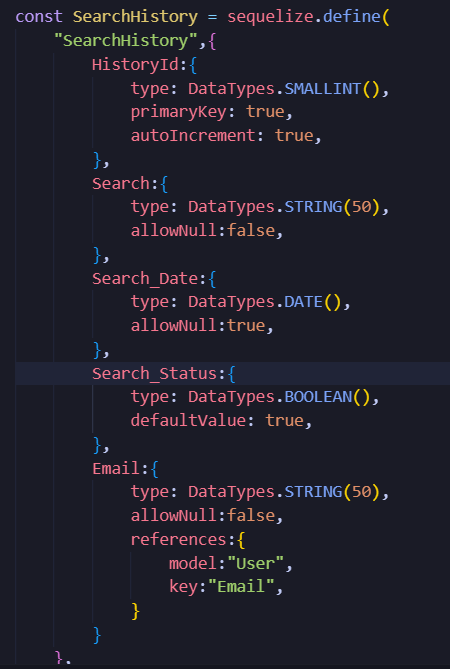 const SearchHistory = sequelize.define(
"SearchHistory",{
HistoryId:{
type: DataTypes.SMALLINT(),
primaryKey: true,
autoIncrement: true,
},
Search:{
type: DataTypes.STRING(50),
allowNull:false,
},
Search_Date:{
type: DataTypes.DATE(),
allowNull:true,
},
Search_Status:{
type: DataTypes.BOOLEAN(),
defaultValue: true,
},
Email:{
type: DataTypes.STRING(50),
allowNull:false,
references:{
model:"User",
key:"Email",
}
}
},